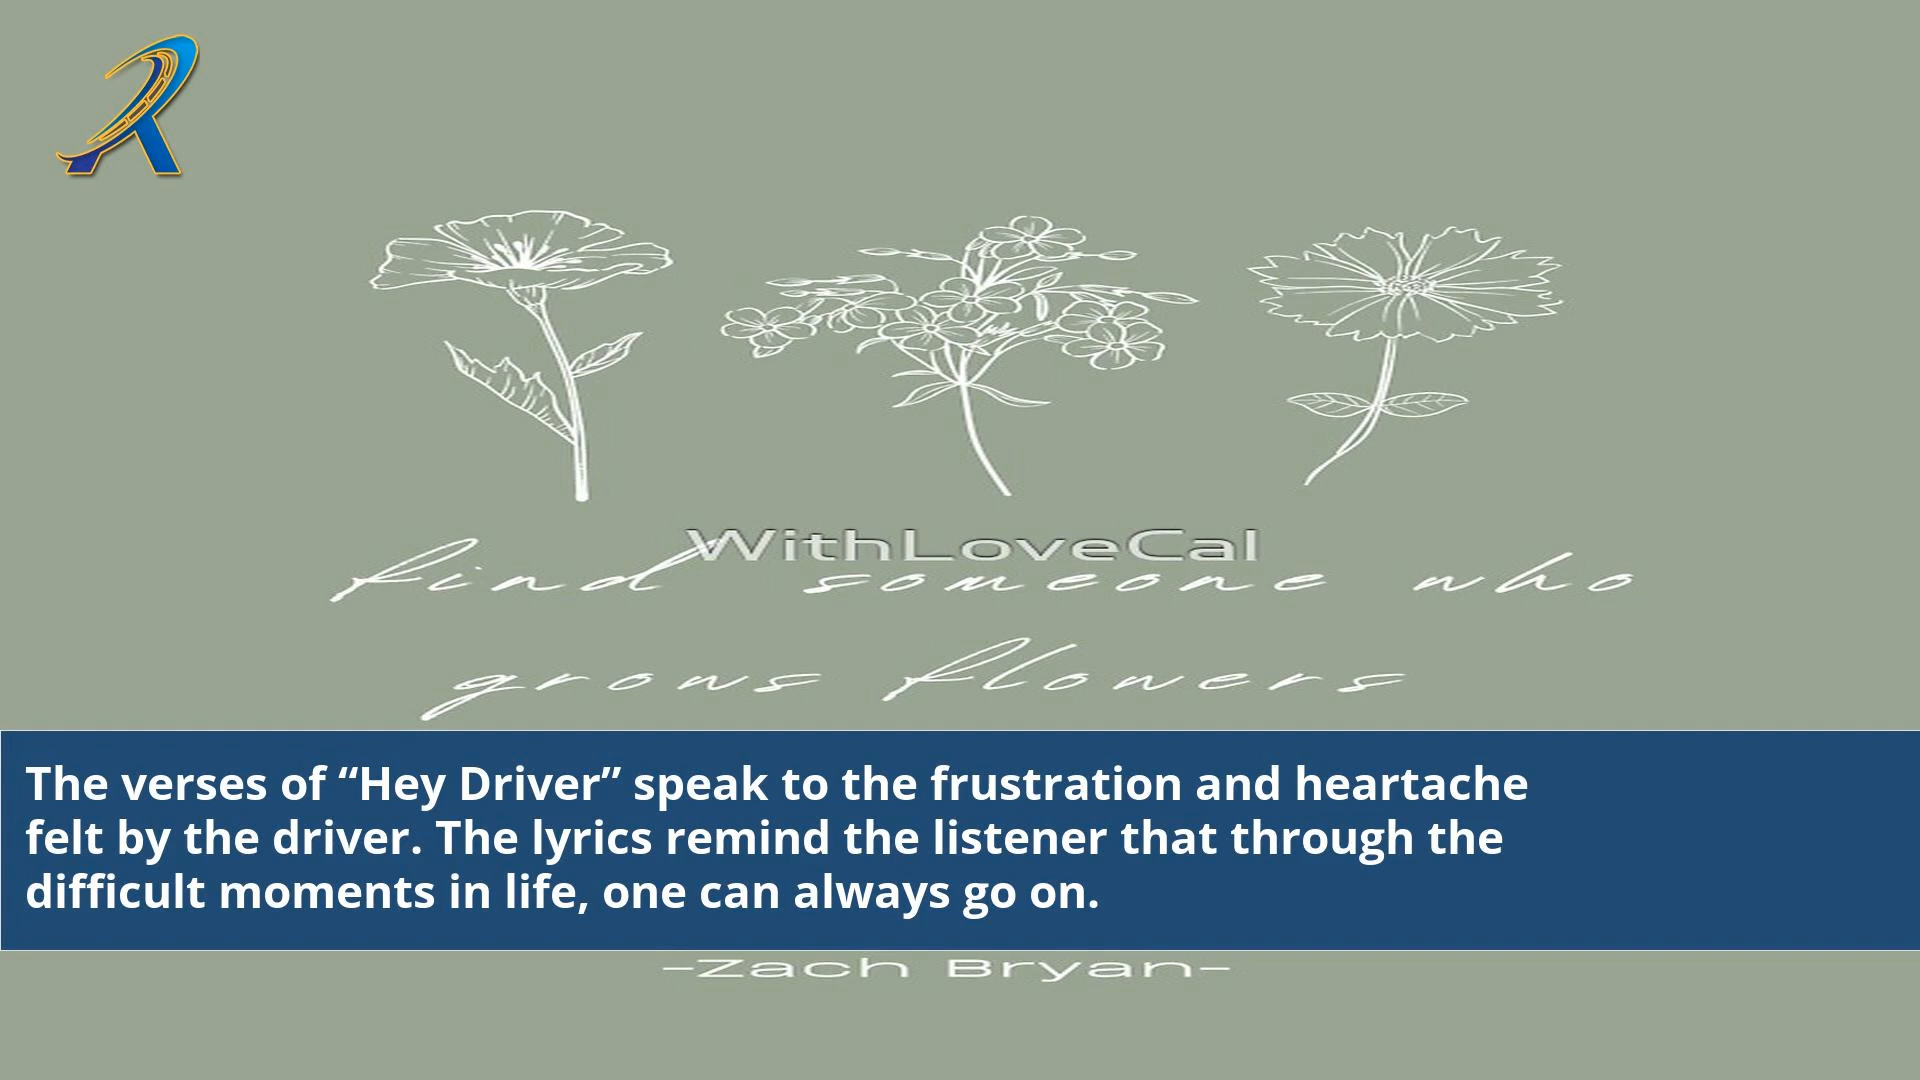 WithLoveCal
find someone who
grows flowers
The verses of “Hey Driver” speak to the frustration and heartache
felt by the driver. The lyrics remind the listener that through the
difficult moments in life, one can always go on.
-Zach Bryan-